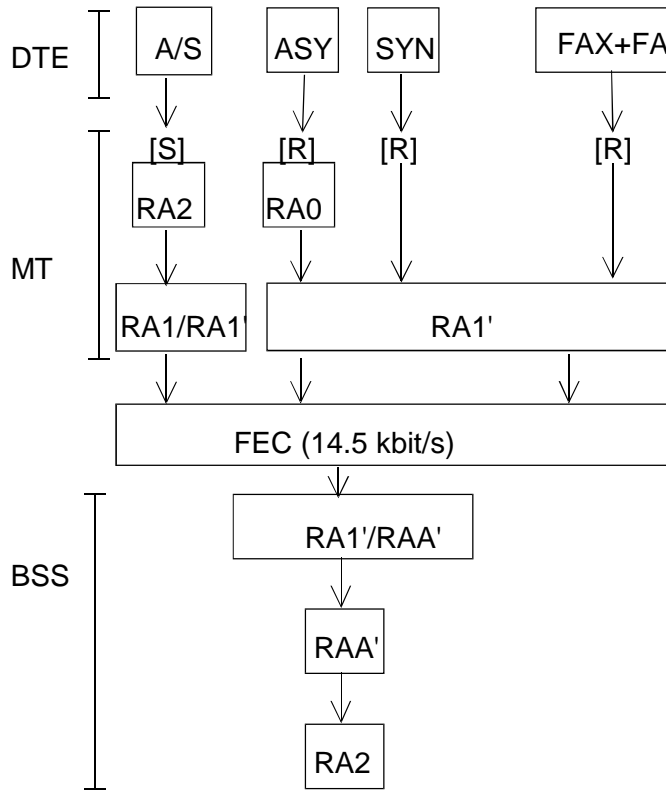 DTE A/S ASY SYN FAX+FA
[S] [R] [R] [R]
RA2 RA0
MT
RA1/RA1' RA1'
FEC (14.5 kbit/s)
RA1'/RAA'
BSS
RAA'
RA2